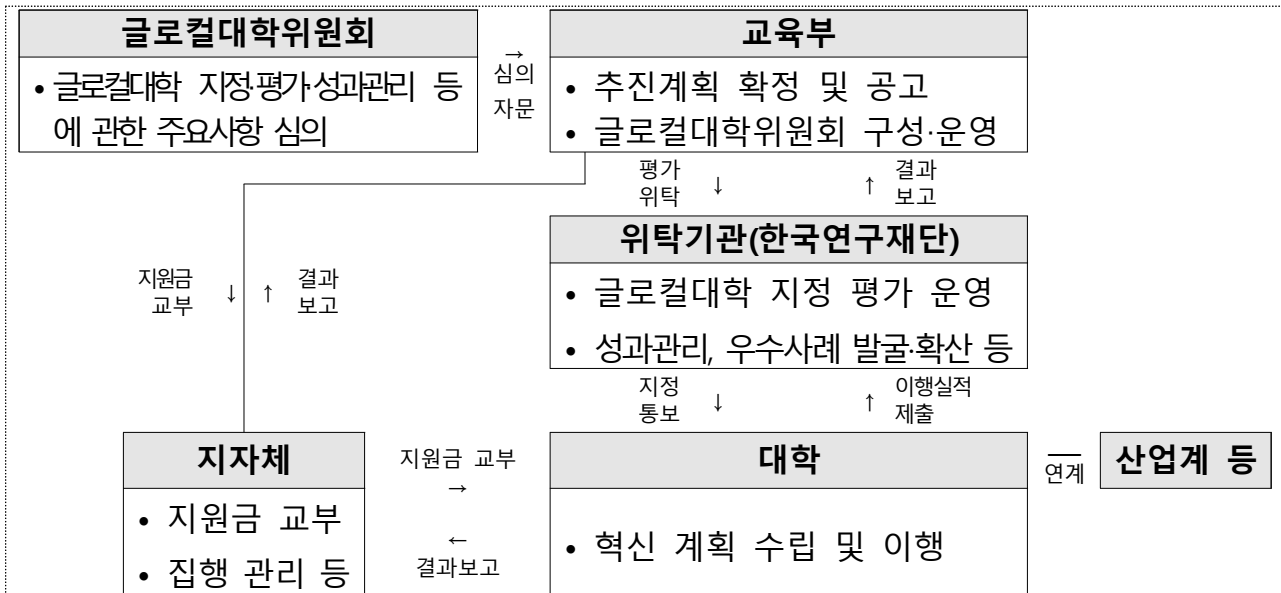 글로컬대학위원회
• 글로컬대학 지정·평가·성과관리 등
에 관한 주요사항 심의
→
심의
자문
교육부
• 추진계획 확정 및 공고
• 글로컬대학위원회 구성·운영
평가
위탁
↓
↑
결과
보고
위탁기관(한국연구재단)
• 글로컬대학 지정 평가 운영
• 성과관리, 우수사례 발굴·확산 등
지원금
교부
↓
↑
결과
보고
지정
통보
↓
↑
이행실적
제출
지자체
• 지원금 교부
• 집행 관리 등
지원금 교부
→
←
결과보고
대학
• 혁신 계획 수립 및 이행
연계
산업계 등